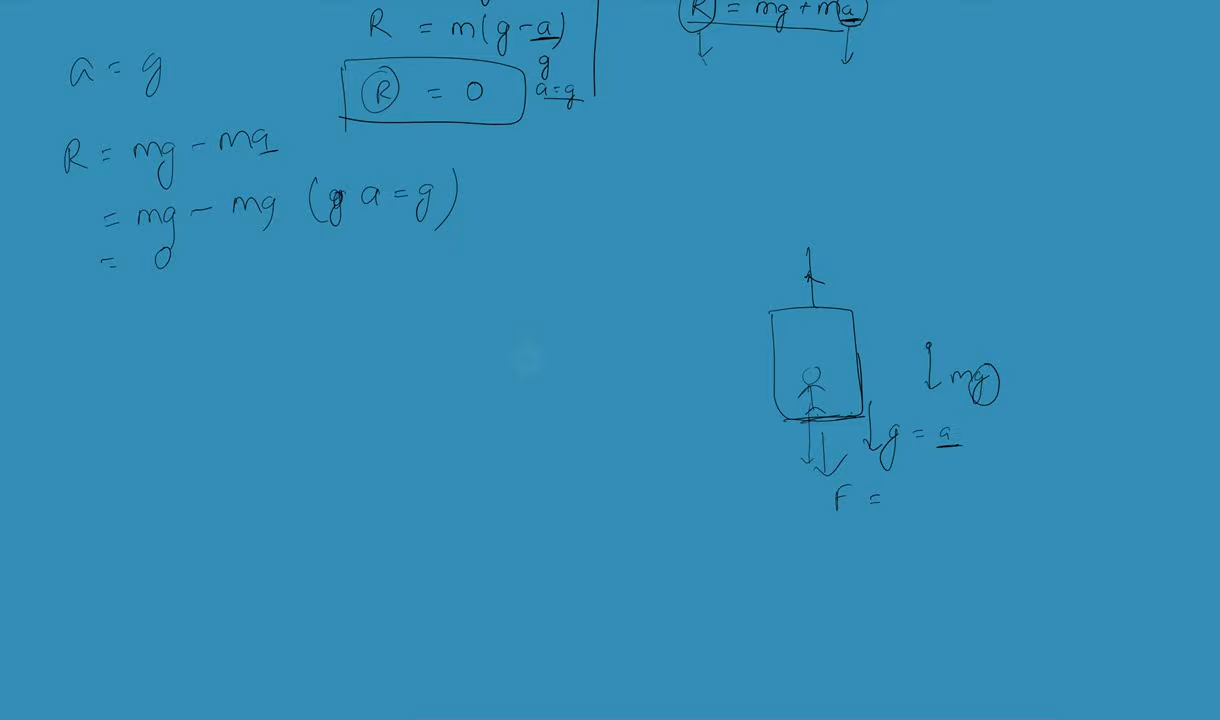 R = m(g - a)
g
a = g
R = 0
a = g
R = mg - ma
= mg - mg (g a = g)
= 0
R = mg + ma
mg
g = a
F =